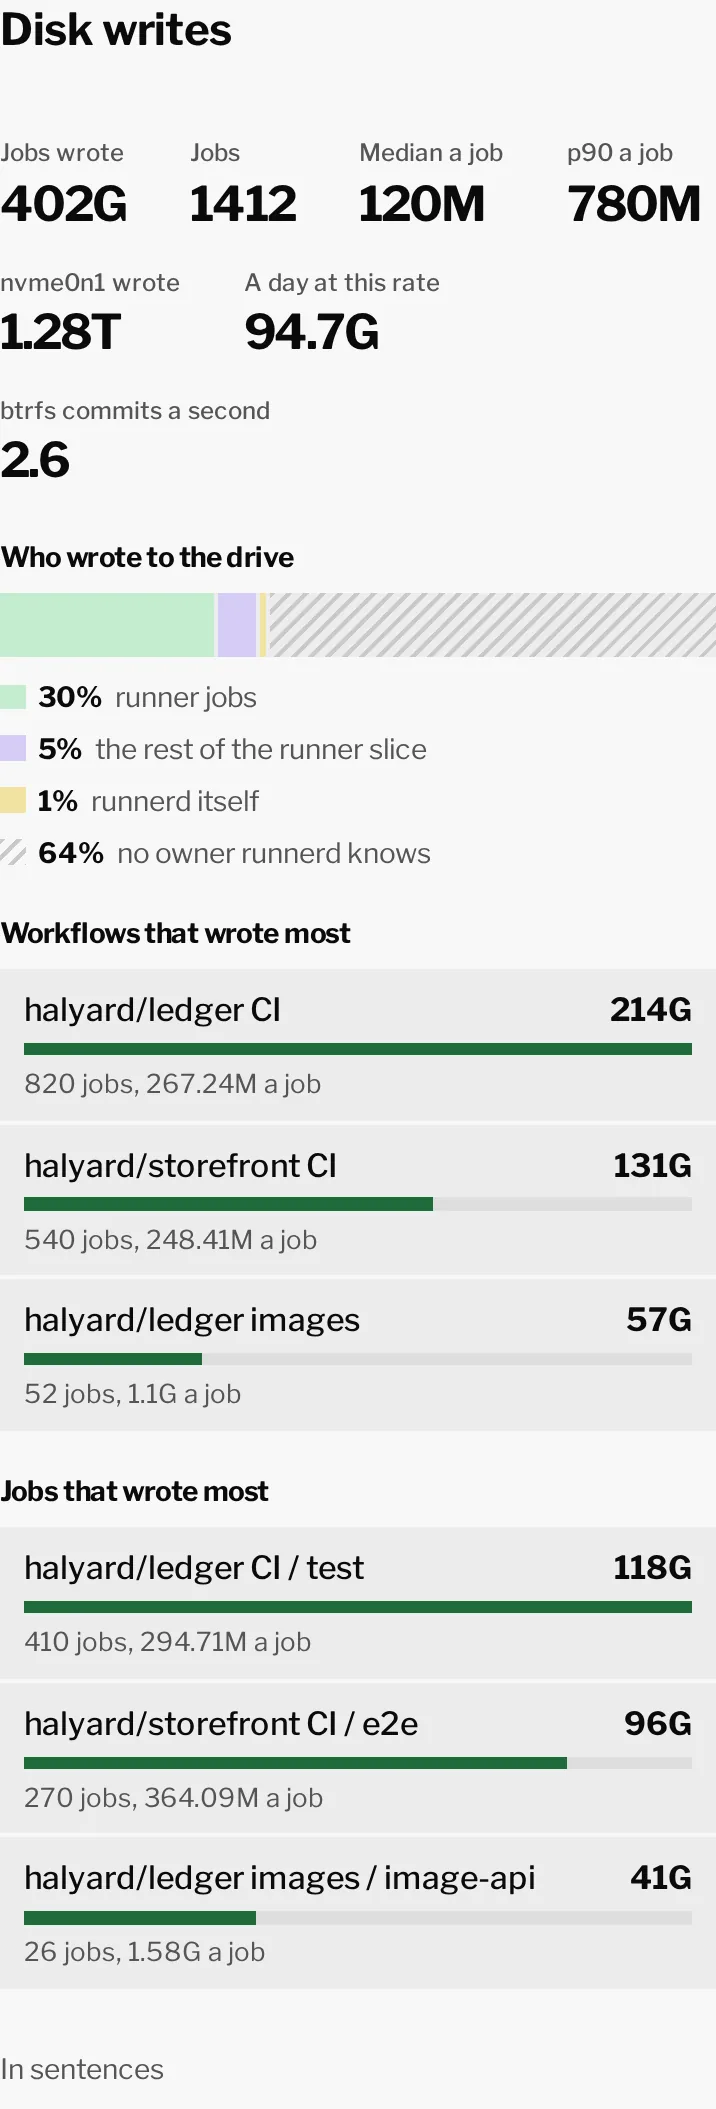 Disk writes
Jobs wrote
402G
Jobs
1412
Median a job
120M
p90 a job
780M
nvme0n1 wrote
1.28T
A day at this rate
94.7G
btrfs commits a second
2.6
Who wrote to the drive
30% runner jobs
5% the rest of the runner slice
1% runnerd itself
64% no owner runnerd knows
Workflows that wrote most
halyard/ledger CI 214G
820 jobs, 267.24M a job
halyard/storefront CI 131G
540 jobs, 248.41M a job
halyard/ledger images 57G
52 jobs, 1.1G a job
Jobs that wrote most
halyard/ledger CI / test 118G
410 jobs, 294.71M a job
halyard/storefront CI / e2e 96G
270 jobs, 364.09M a job
halyard/ledger images / image-api 41G
26 jobs, 1.58G a job
In sentences